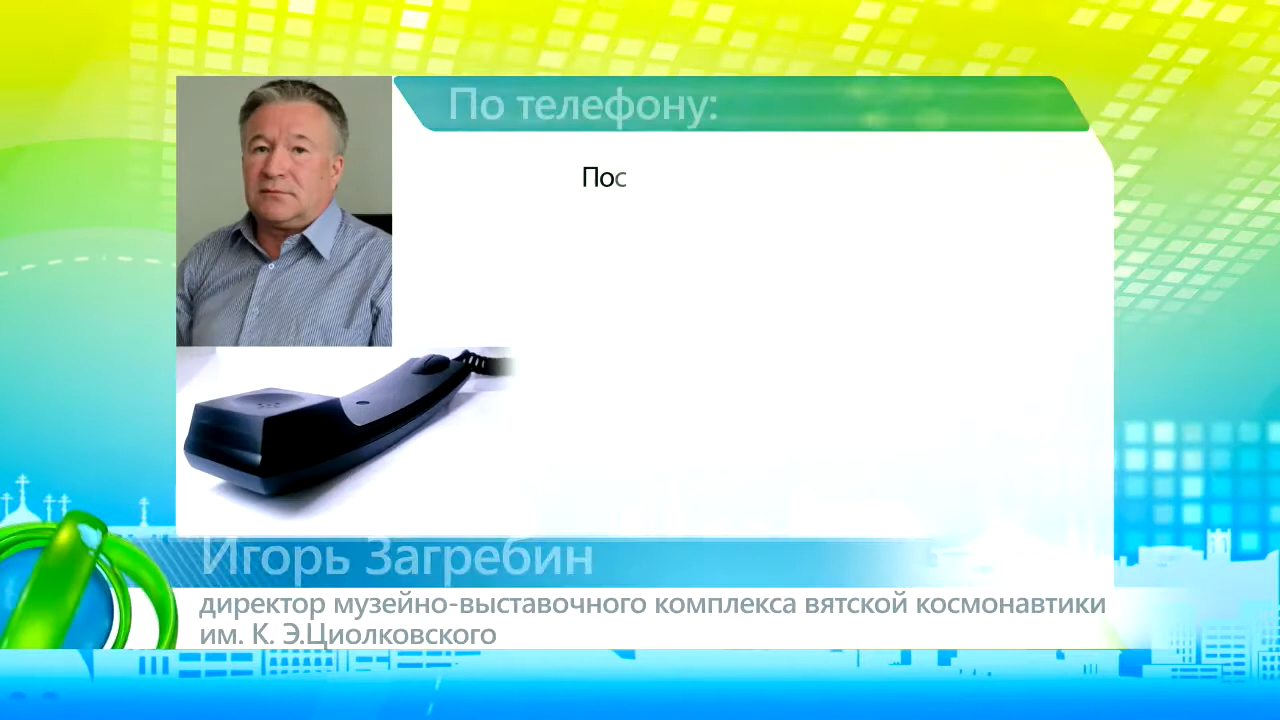 По телефону:
Пос
Игорь Загребин
директор музейно-выставочного комплекса вятской космонавтики
им. К. Э.Циолковского